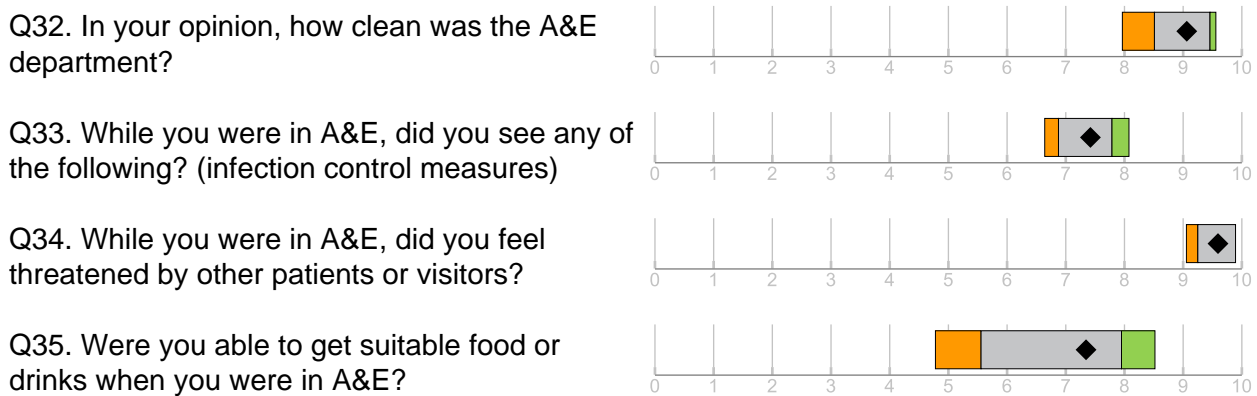 Q32. In your opinion, how clean was the A&E
department?
0 1 2 3 4 5 6 7 8 9 10
Q33. While you were in A&E, did you see any of
the following? (infection control measures)
0 1 2 3 4 5 6 7 8 9 10
Q34. While you were in A&E, did you feel
threatened by other patients or visitors?
0 1 2 3 4 5 6 7 8 9 10
Q35. Were you able to get suitable food or
drinks when you were in A&E?
0 1 2 3 4 5 6 7 8 9 10